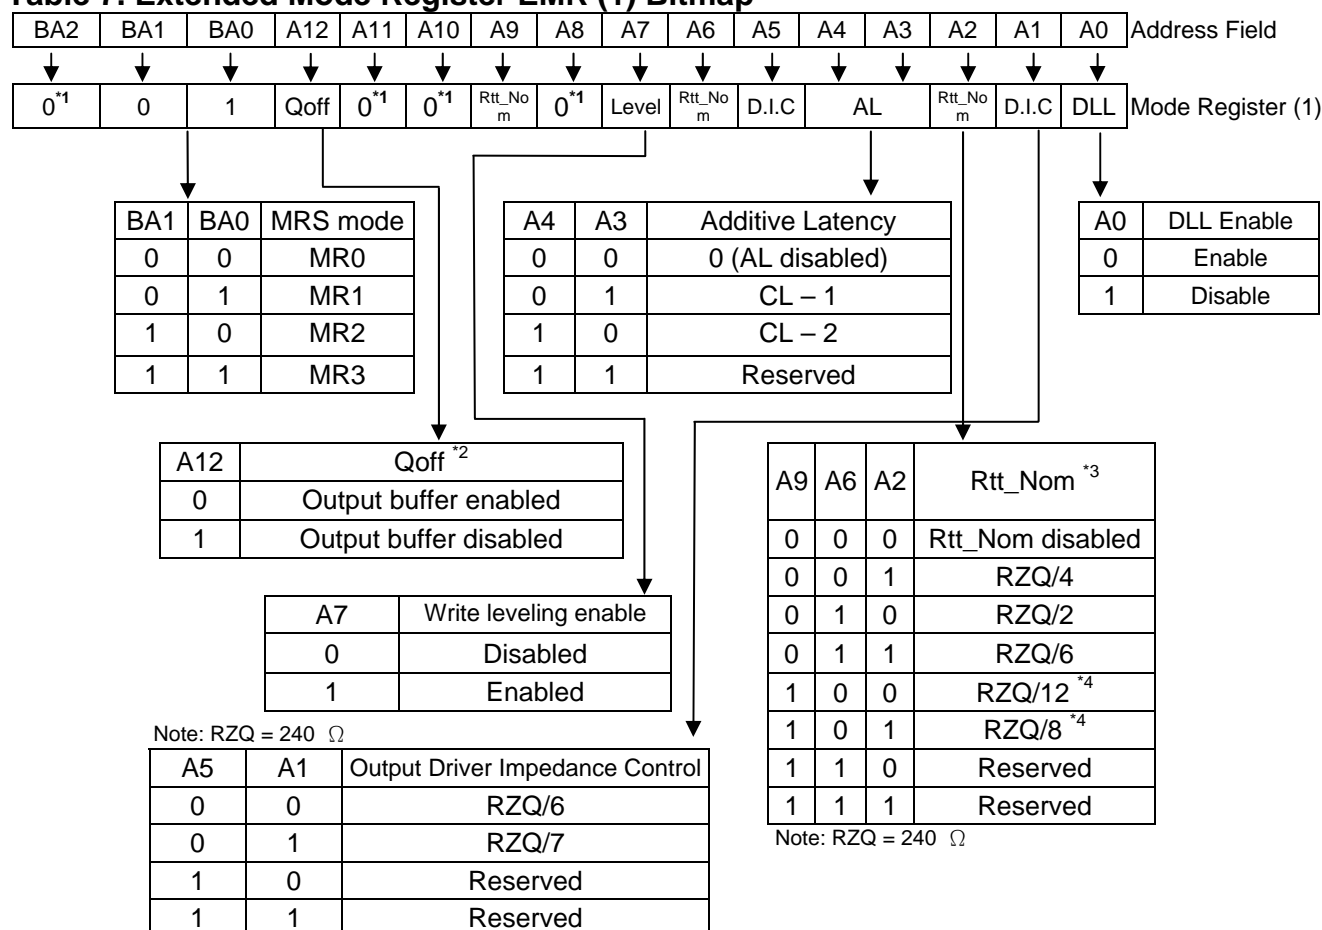 Table 7. Extended Mode Register EMR (1) Bitmap
BA2 BA1 BA0 A12 A11 A10 A9 A8 A7 A6 A5 A4 A3 A2 A1 A0 Address Field
0*1 0 1 Qoff 0*1 0*1 Rtt_Nom 0*1 Level Rtt_Nom D.I.C AL Rtt_Nom D.I.C DLL Mode Register (1)
BA1 BA0 MRS mode
0 0 MR0
0 1 MR1
1 0 MR2
1 1 MR3
A4 A3 Additive Latency
0 0 0 (AL disabled)
0 1 CL – 1
1 0 CL – 2
1 1 Reserved
A0 DLL Enable
0 Enable
1 Disable
A12 Qoff *2
0 Output buffer enabled
1 Output buffer disabled
A9 A6 A2 Rtt_Nom *3
0 0 0 Rtt_Nom disabled
0 0 1 RZQ/4
0 1 0 RZQ/2
0 1 1 RZQ/6
1 0 0 RZQ/12 *4
1 0 1 RZQ/8 *4
1 1 0 Reserved
1 1 1 Reserved
Note: RZQ = 240 Ω
A7 Write leveling enable
0 Disabled
1 Enabled
Note: RZQ = 240 Ω
A5 A1 Output Driver Impedance Control
0 0 RZQ/6
0 1 RZQ/7
1 0 Reserved
1 1 Reserved